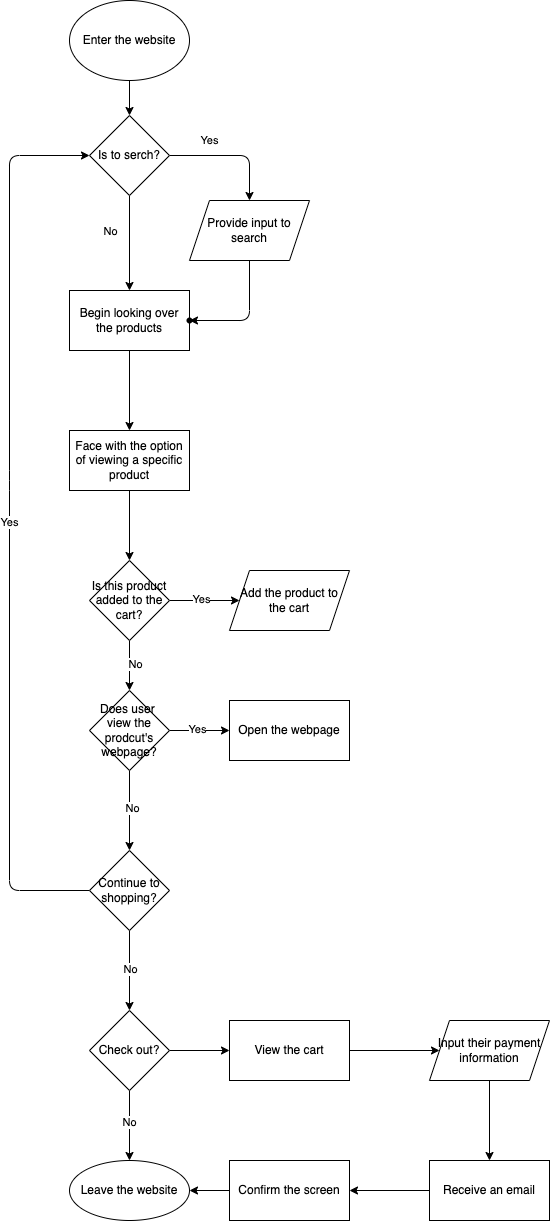 Enter the website
Is to serch?
Yes
Provide input to
search
No
Begin looking over
the products
Face with the option
of viewing a specific
product
Yes
Is this product
added to the
cart?
Yes
Add the product to
the cart
No
Does user
view the
prodcut's
webpage?
Yes
Open the webpage
No
Continue to
shopping?
No
Check out?
View the cart
Input their payment
information
No
Leave the website
Confirm the screen
Receive an email